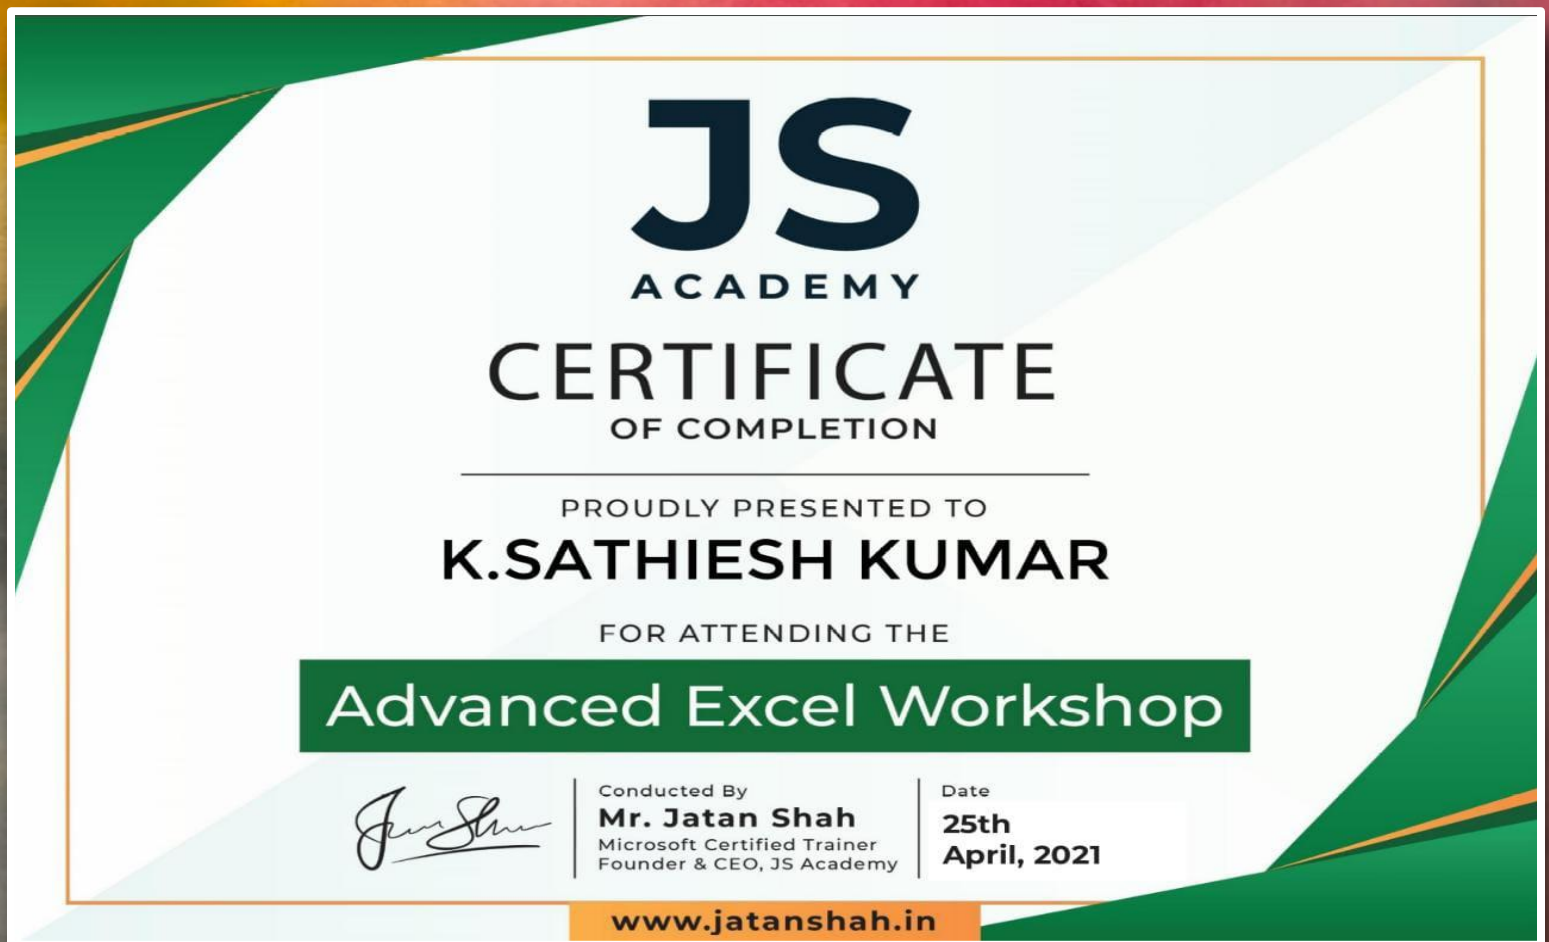 JS
ACADEMY
CERTIFICATE
OF COMPLETION
PROUDLY PRESENTED TO
K.SATHIESH KUMAR
FOR ATTENDING THE
Advanced Excel Workshop
Conducted By
Mr. Jatan Shah
Microsoft Certified Trainer
Founder & CEO, JS Academy
Date
25th
April, 2021
www.jatanshah.in